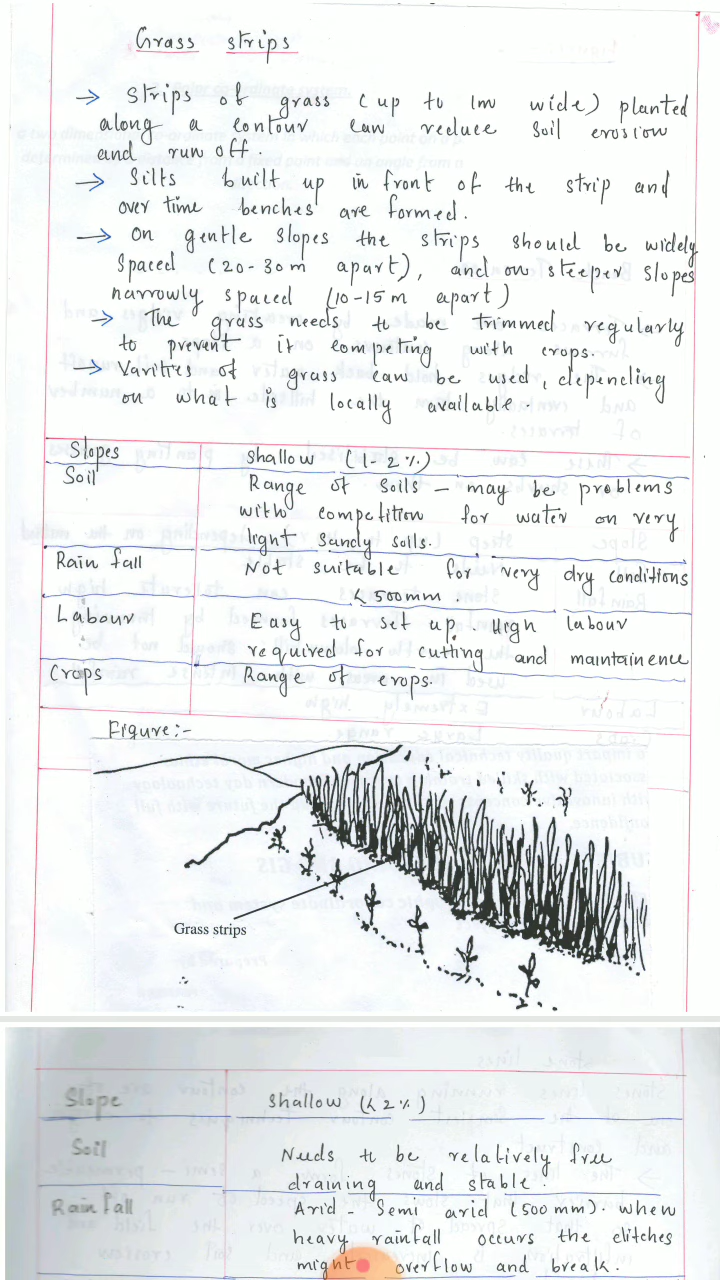 Grass strips
→ Strips of grass (up to 1m wide) planted
along a contour can reduce soil erosion
and run off.
→ Silts built up in front of the strip and
over time benches are formed.
→ On gentle slopes the strips should be widely
spaced (20-30m apart), and on steeper slopes
narrowly spaced (10-15m apart)
→ The grass needs to be trimmed regularly
to prevent it competing with crops.
→ Varities of grass can be used, depending
on what is locally available.
Slopes shallow (1-2%)
Soil Range of soils - may be problems
with competition for water on very
light sandy soils.
Rain fall Not suitable for very dry conditions
<500mm
Labour Easy to set up. High labour
required for cutting and maintainence
Crops Range of crops.
Figure:-
Grass strips
Slope shallow (<2%)
Soil Needs to be relatively free
draining and stable.
Rain fall Arid - Semi arid (500mm). when
heavy rainfall occurs the ditches
might overflow and break.